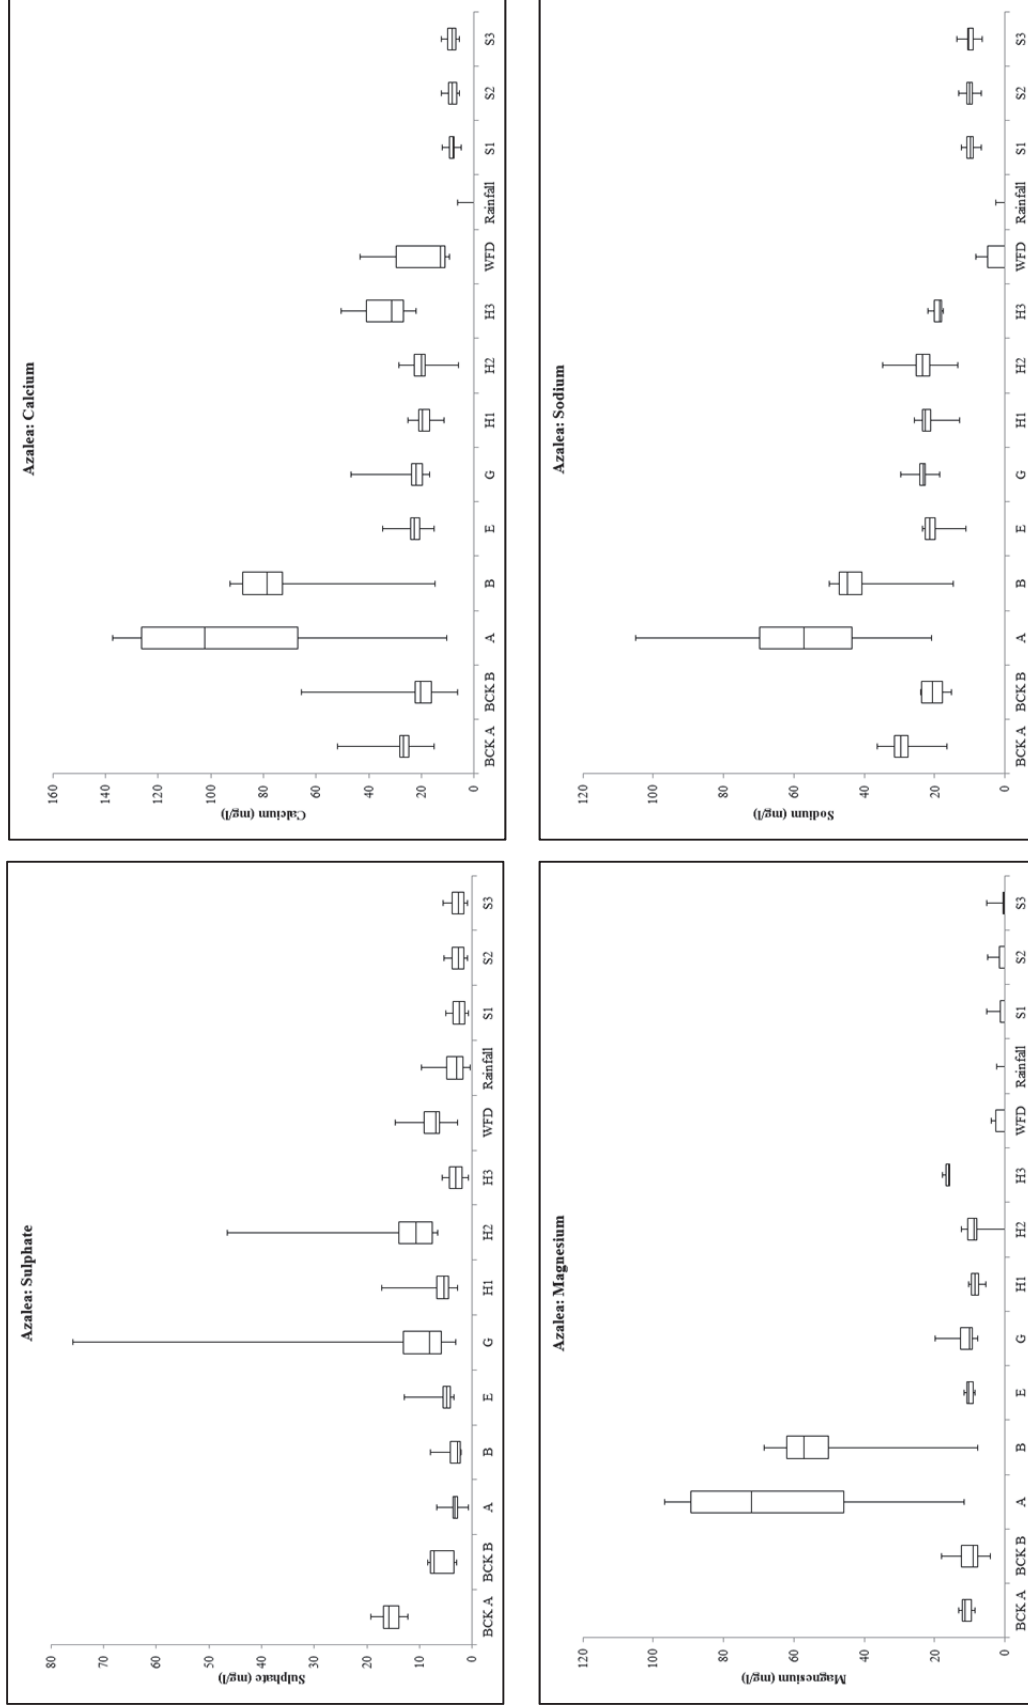 Azalea: Sulphate
Sulphate (mg/l)
80
70
60
50
40
30
20
10
0
BCK A BCK B A B E G H1 H2 H3 WFD Rainfall S1 S2 S3
Azalea: Calcium
Calcium (mg/l)
160
140
120
100
80
60
40
20
0
BCK A BCK B A B E G H1 H2 H3 WFD Rainfall S1 S2 S3
Azalea: Magnesium
Magnesium (mg/l)
120
100
80
60
40
20
0
BCK A BCK B A B E G H1 H2 H3 WFD Rainfall S1 S2 S3
Azalea: Sodium
Sodium (mg/l)
120
100
80
60
40
20
0
BCK A BCK B A B E G H1 H2 H3 WFD Rainfall S1 S2 S3